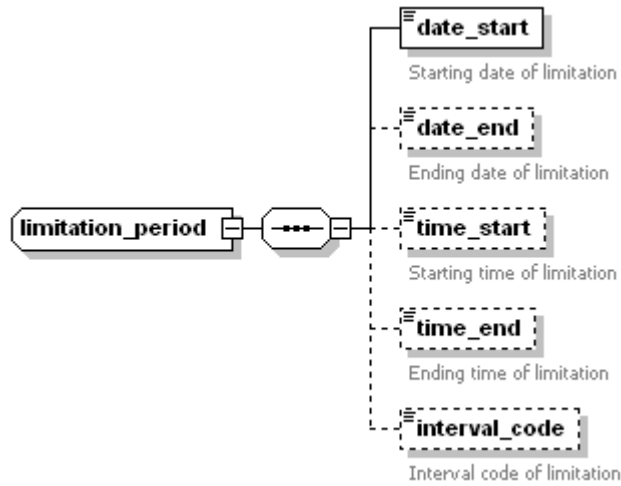 date_start
Starting date of limitation
date_end
Ending date of limitation
limitation_period
time_start
Starting time of limitation
time_end
Ending time of limitation
interval_code
Interval code of limitation